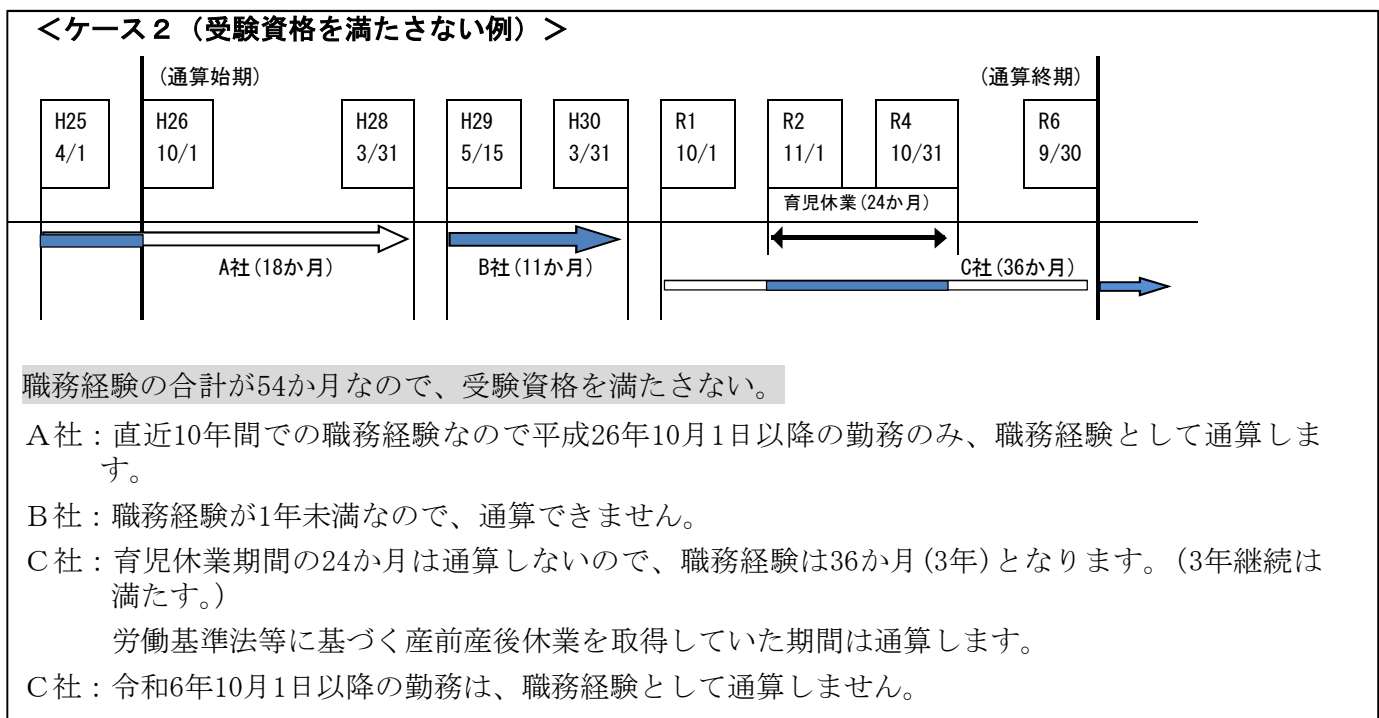 ＜ケース２（受験資格を満たさない例）＞
(通算始期)
(通算終期)
H25
4/1
H26
10/1
H28
3/31
H29
5/15
H30
3/31
R1
10/1
R2
11/1
R4
10/31
R6
9/30
育児休業(24か月)
A社(18か月)
B社(11か月)
C社(36か月)
職務経験の合計が54か月なので、受験資格を満たさない。
Ａ社：直近10年間での職務経験なので平成26年10月1日以降の勤務のみ、職務経験として通算しま
す。
Ｂ社：職務経験が1年未満なので、通算できません。
Ｃ社：育児休業期間の24か月は通算しないので、職務経験は36か月(3年)となります。(3年継続は
満たす。)
労働基準法等に基づく産前産後休業を取得していた期間は通算します。
Ｃ社：令和6年10月1日以降の勤務は、職務経験として通算しません。